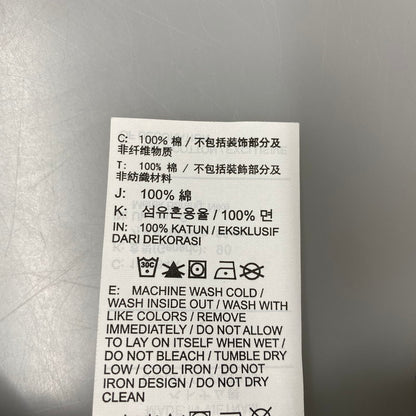 C: 100% 棉 / 不包括装饰部分及
非纤维物质
T: 100% 棉 / 不包括裝飾部分及
非紡織材料
J: 100% 綿
K: 섬유혼용율 / 100% 면
IN: 100% KATUN / EKSKLUSIF
DARI DEKORASI
30C
E: MACHINE WASH COLD /
WASH INSIDE OUT / WASH WITH
LIKE COLORS / REMOVE
IMMEDIATELY / DO NOT ALLOW
TO LAY ON ITSELF WHEN WET /
DO NOT BLEACH / TUMBLE DRY
LOW / COOL IRON / DO NOT
IRON DESIGN / DO NOT DRY
CLEAN